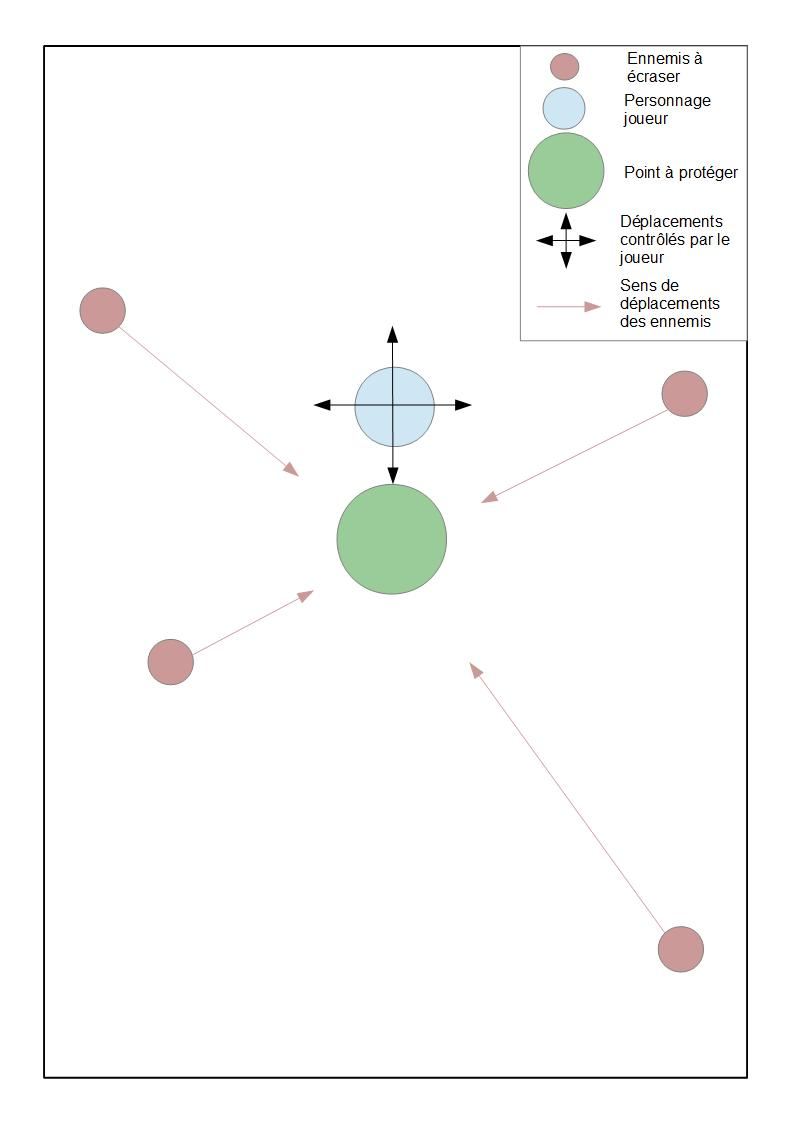 Ennemis à
écraser
Personnage
joueur
Point à protéger
Déplacements
contrôlés par le
joueur
Sens de
déplacements
des ennemis